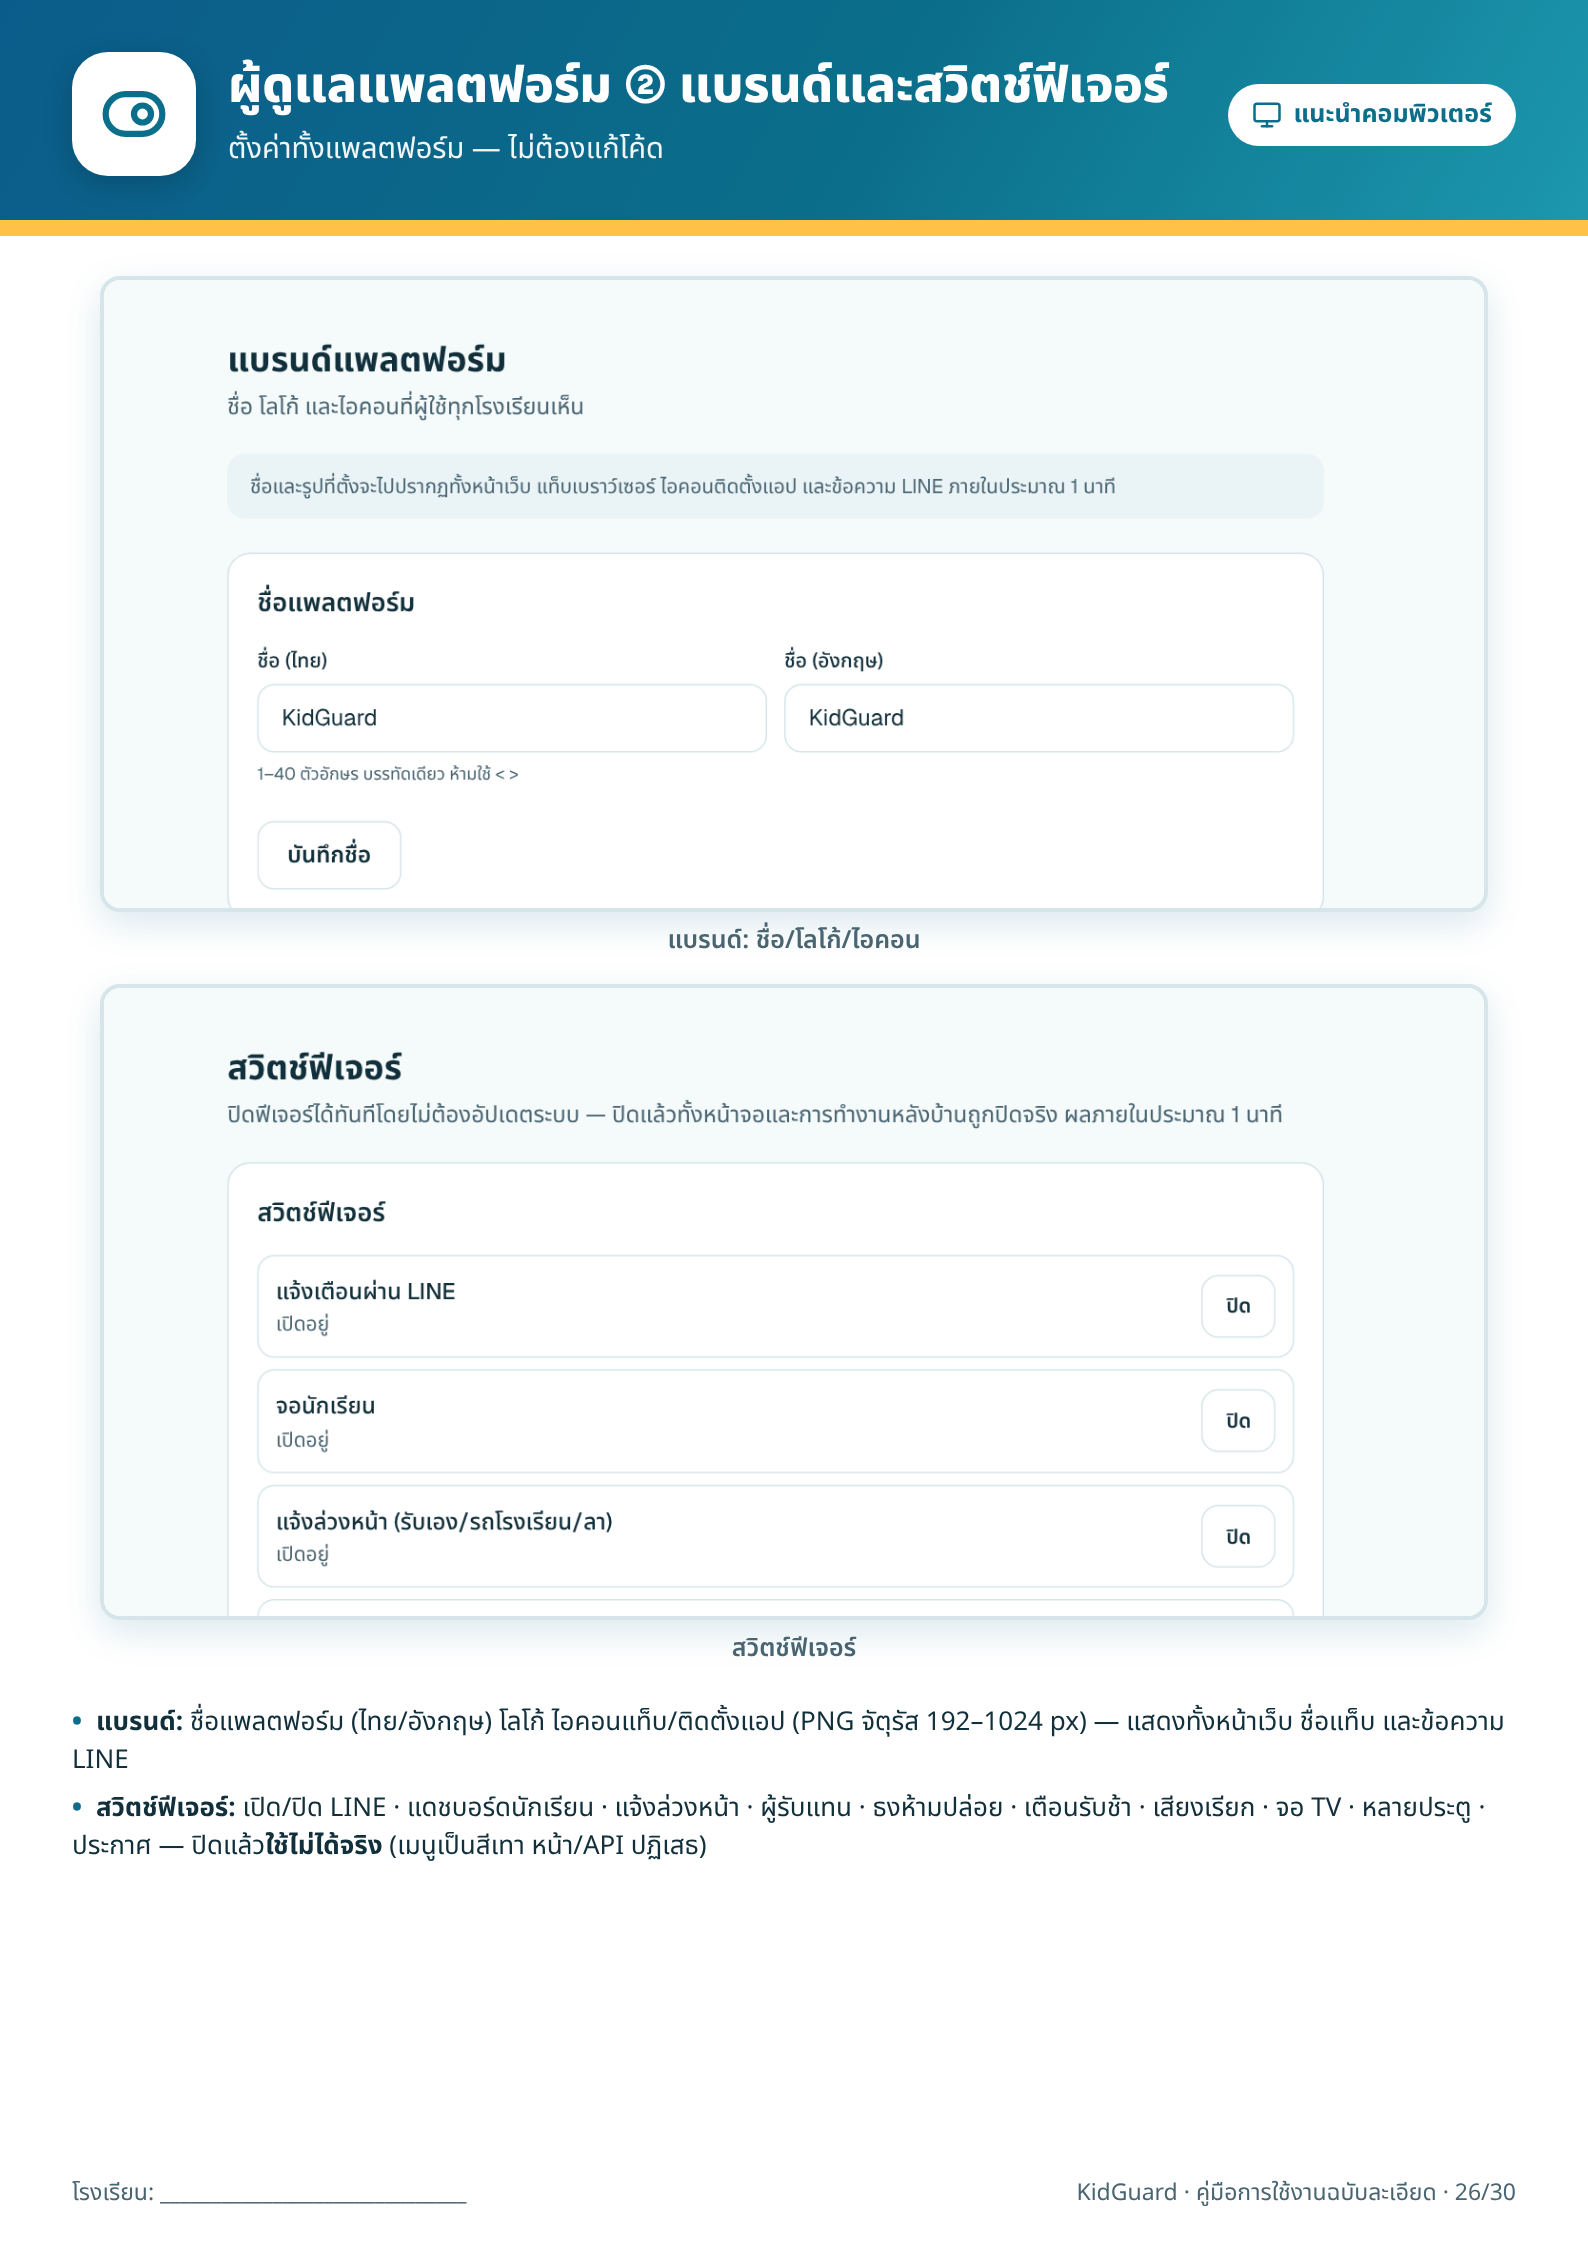 ผู้ดูแลแพลตฟอร์ม ② แบรนด์และสวิตช์ฟีเจอร์
ตั้งค่าทั้งแพลตฟอร์ม — ไม่ต้องแก้โค้ด
แนะนำคอมพิวเตอร์
แบรนด์แพลตฟอร์ม
ชื่อ โลโก้ และไอคอนที่ผู้ใช้ทุกโรงเรียนเห็น
ชื่อและรูปที่ตั้งจะไปปรากฏทั้งหน้าเว็บ แท็บเบราว์เซอร์ ไอคอนติดตั้งแอป และข้อความ LINE ภายในประมาณ 1 นาที
ชื่อแพลตฟอร์ม
ชื่อ (ไทย)
ชื่อ (อังกฤษ)
KidGuard
KidGuard
1–40 ตัวอักษร บรรทัดเดียว ห้ามใช้ < >
บันทึกชื่อ
แบรนด์: ชื่อ/โลโก้/ไอคอน
สวิตช์ฟีเจอร์
ปิดฟีเจอร์ได้ทันทีโดยไม่ต้องอัปเดตระบบ — ปิดแล้วทั้งหน้าจอและการทำงานหลังบ้านถูกปิดจริง ผลภายในประมาณ 1 นาที
สวิตช์ฟีเจอร์
แจ้งเตือนผ่าน LINE
เปิดอยู่
ปิด
จอนักเรียน
เปิดอยู่
ปิด
แจ้งล่วงหน้า (รับเอง/รถโรงเรียน/ลา)
เปิดอยู่
ปิด
สวิตช์ฟีเจอร์
• แบรนด์: ชื่อแพลตฟอร์ม (ไทย/อังกฤษ) โลโก้ ไอคอนแท็บ/ติดตั้งแอป (PNG จัตุรัส 192–1024 px) — แสดงทั้งหน้าเว็บ ชื่อแท็บ และข้อความ
LINE
• สวิตช์ฟีเจอร์: เปิด/ปิด LINE · แดชบอร์ดนักเรียน · แจ้งล่วงหน้า · ผู้รับแทน · ธงห้ามปล่อย · เตือนรับช้า · เสียงเรียก · จอ TV · หลายประตู ·
ประกาศ — ปิดแล้วใช้ไม่ได้จริง (เมนูเป็นสีเทา หน้า/API ปฏิเสธ)
โรงเรียน: ____________________________
KidGuard · คู่มือการใช้งานฉบับละเอียด · 26/30